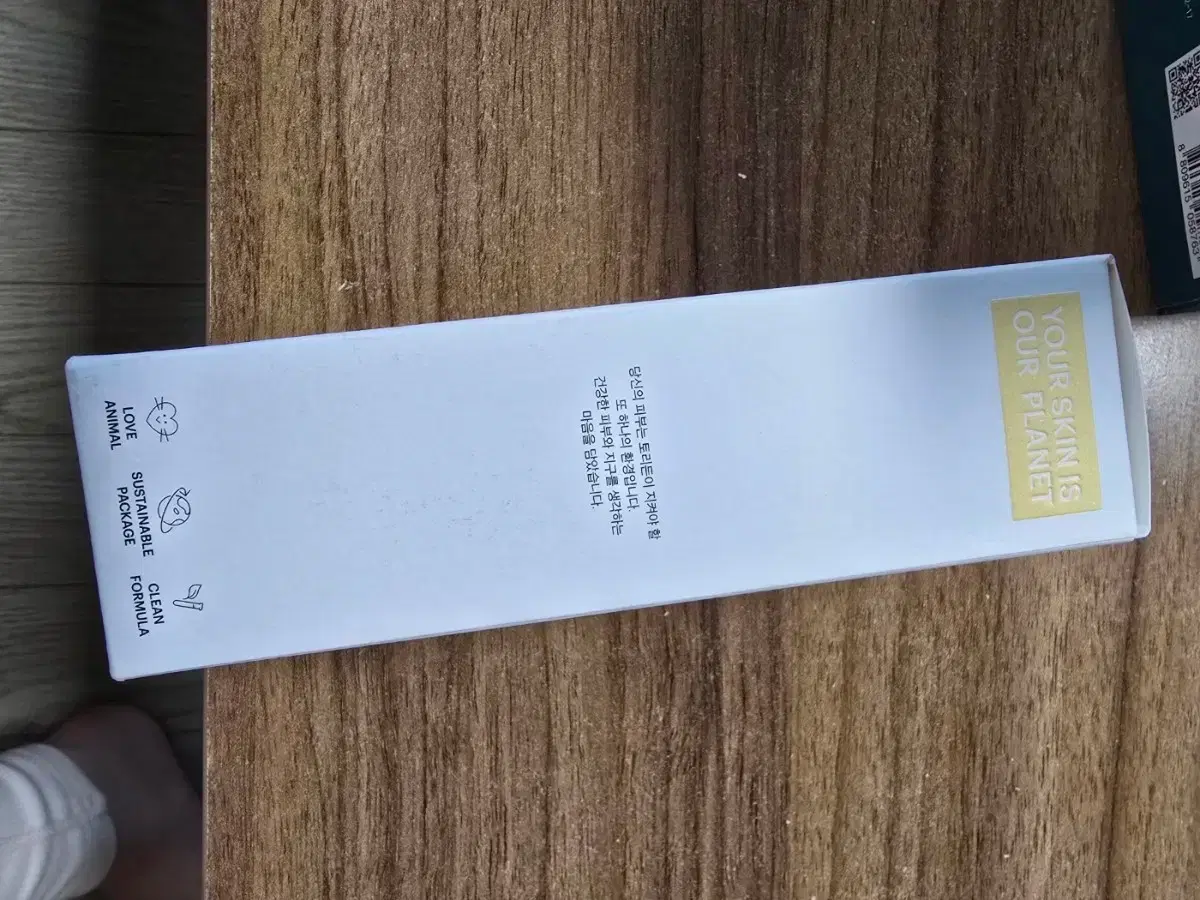 YOUR SKIN IS
OUR PLANET
당신의 피부는 토리든이 지켜야 할
또 하나의 환경입니다.
건강한 피부와 지구를 생각하는
마음을 담았습니다.
LOVE
ANIMAL
SUSTAINABLE
PACKAGE
CLEAN
FORMULA